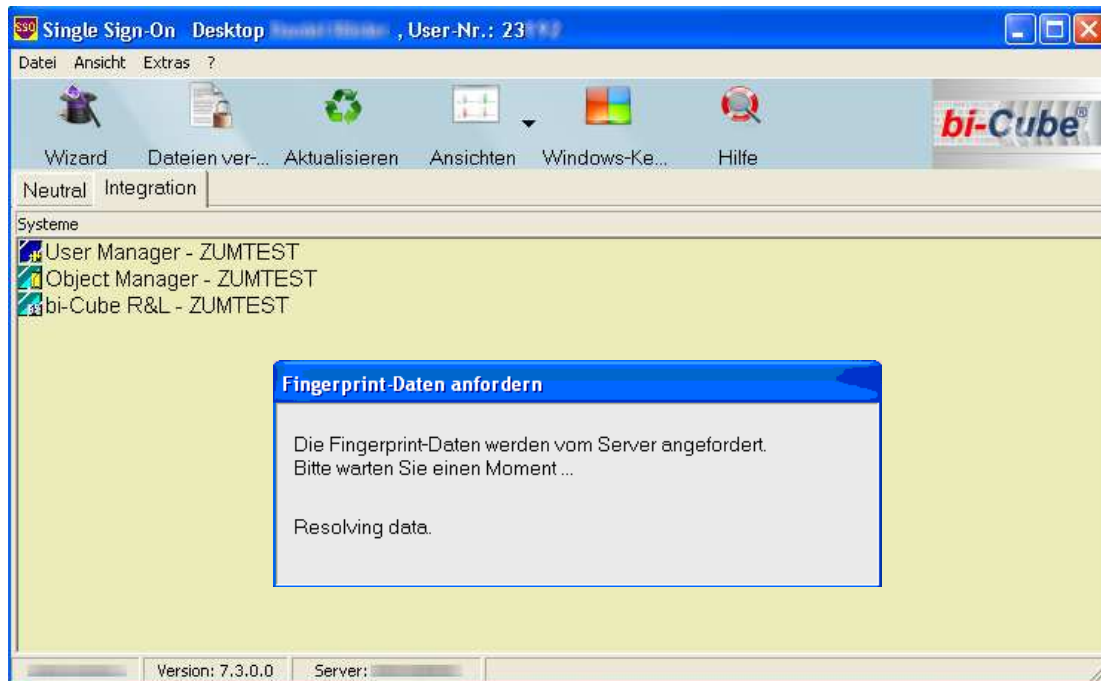 SSO Single Sign-On Desktop , User-Nr.: 23
Datei Ansicht Extras ?
Wizard Dateien ver-... Aktualisieren Ansichten Windows-Ke... Hilfe
bi-Cube®
Neutral Integration
Systeme
User Manager - ZUMTEST
Object Manager - ZUMTEST
bi-Cube R&L - ZUMTEST
Fingerprint-Daten anfordern
Die Fingerprint-Daten werden vom Server angefordert.
Bitte warten Sie einen Moment ...
Resolving data.
Version: 7.3.0.0 Server: